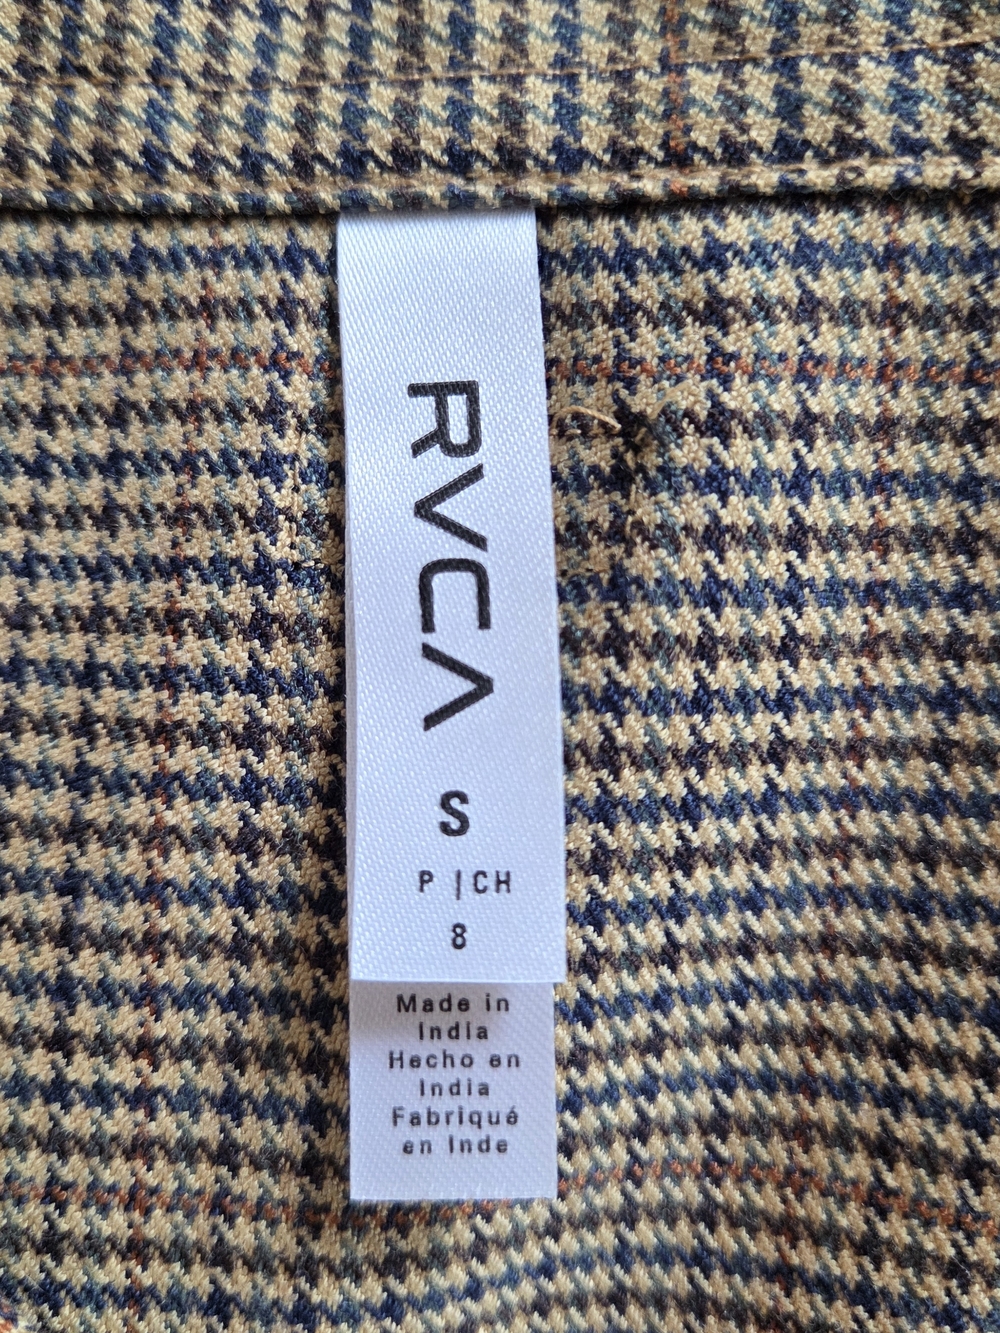 RVCA
S
P | CH
8
Made in
India
Hecho en
India
Fabriqué
en Inde